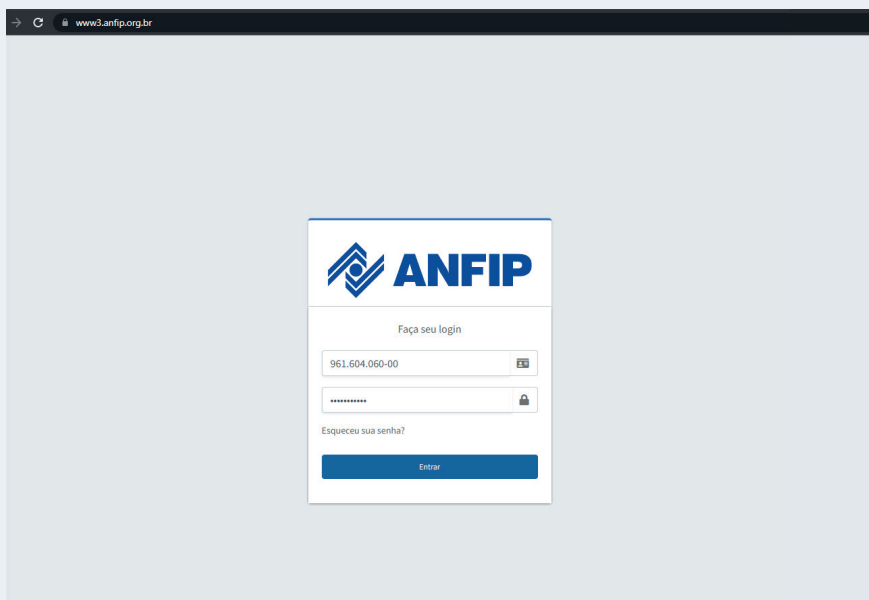 www3.anfip.org.br
ANFIP
Faça seu login
961.604.060-00
•••••••••••
Esqueceu sua senha?
Entrar